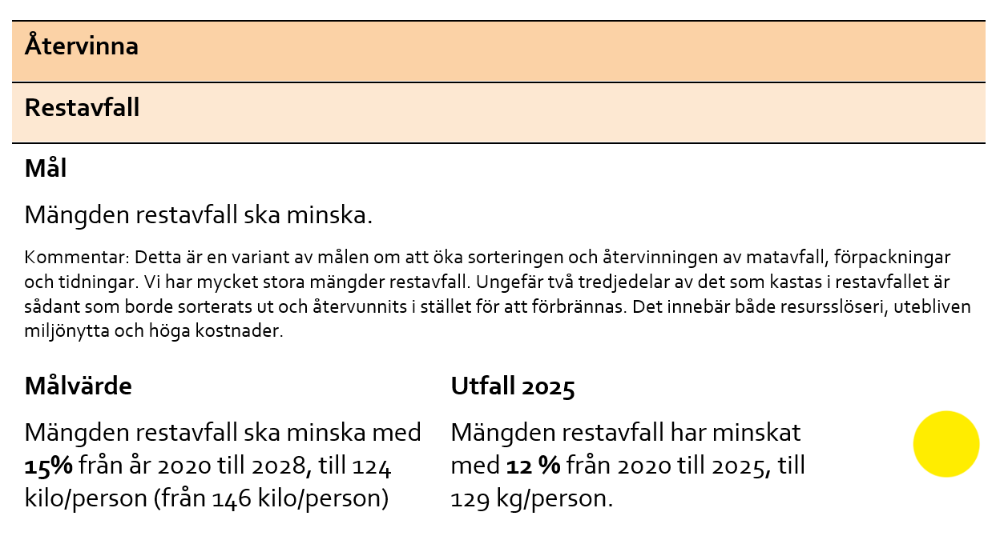 Återvinna
Restavfall
Mål
Mängden restavfall ska minska.
Kommentar: Detta är en variant av målen om att öka sorteringen och återvinningen av matavfall, förpackningar
och tidningar. Vi har mycket stora mängder restavfall. Ungefär två tredjedelar av det som kastas i restavfallet är
sådant som borde sorterats ut och återvunnits i stället för att förbrännas. Det innebär både resursslöseri, utebliven
miljönytta och höga kostnader.
Målvärde
Mängden restavfall ska minska med
15% från år 2020 till 2028, till 124
kilo/person (från 146 kilo/person)
Utfall 2025
Mängden restavfall har minskat
med 12 % från 2020 till 2025, till
129 kg/person.